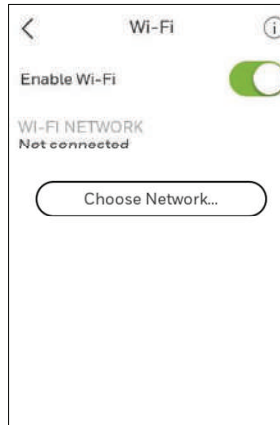 Wi-Fi
Enable Wi-Fi
WI-FI NETWORK
Not connected
Choose Network...